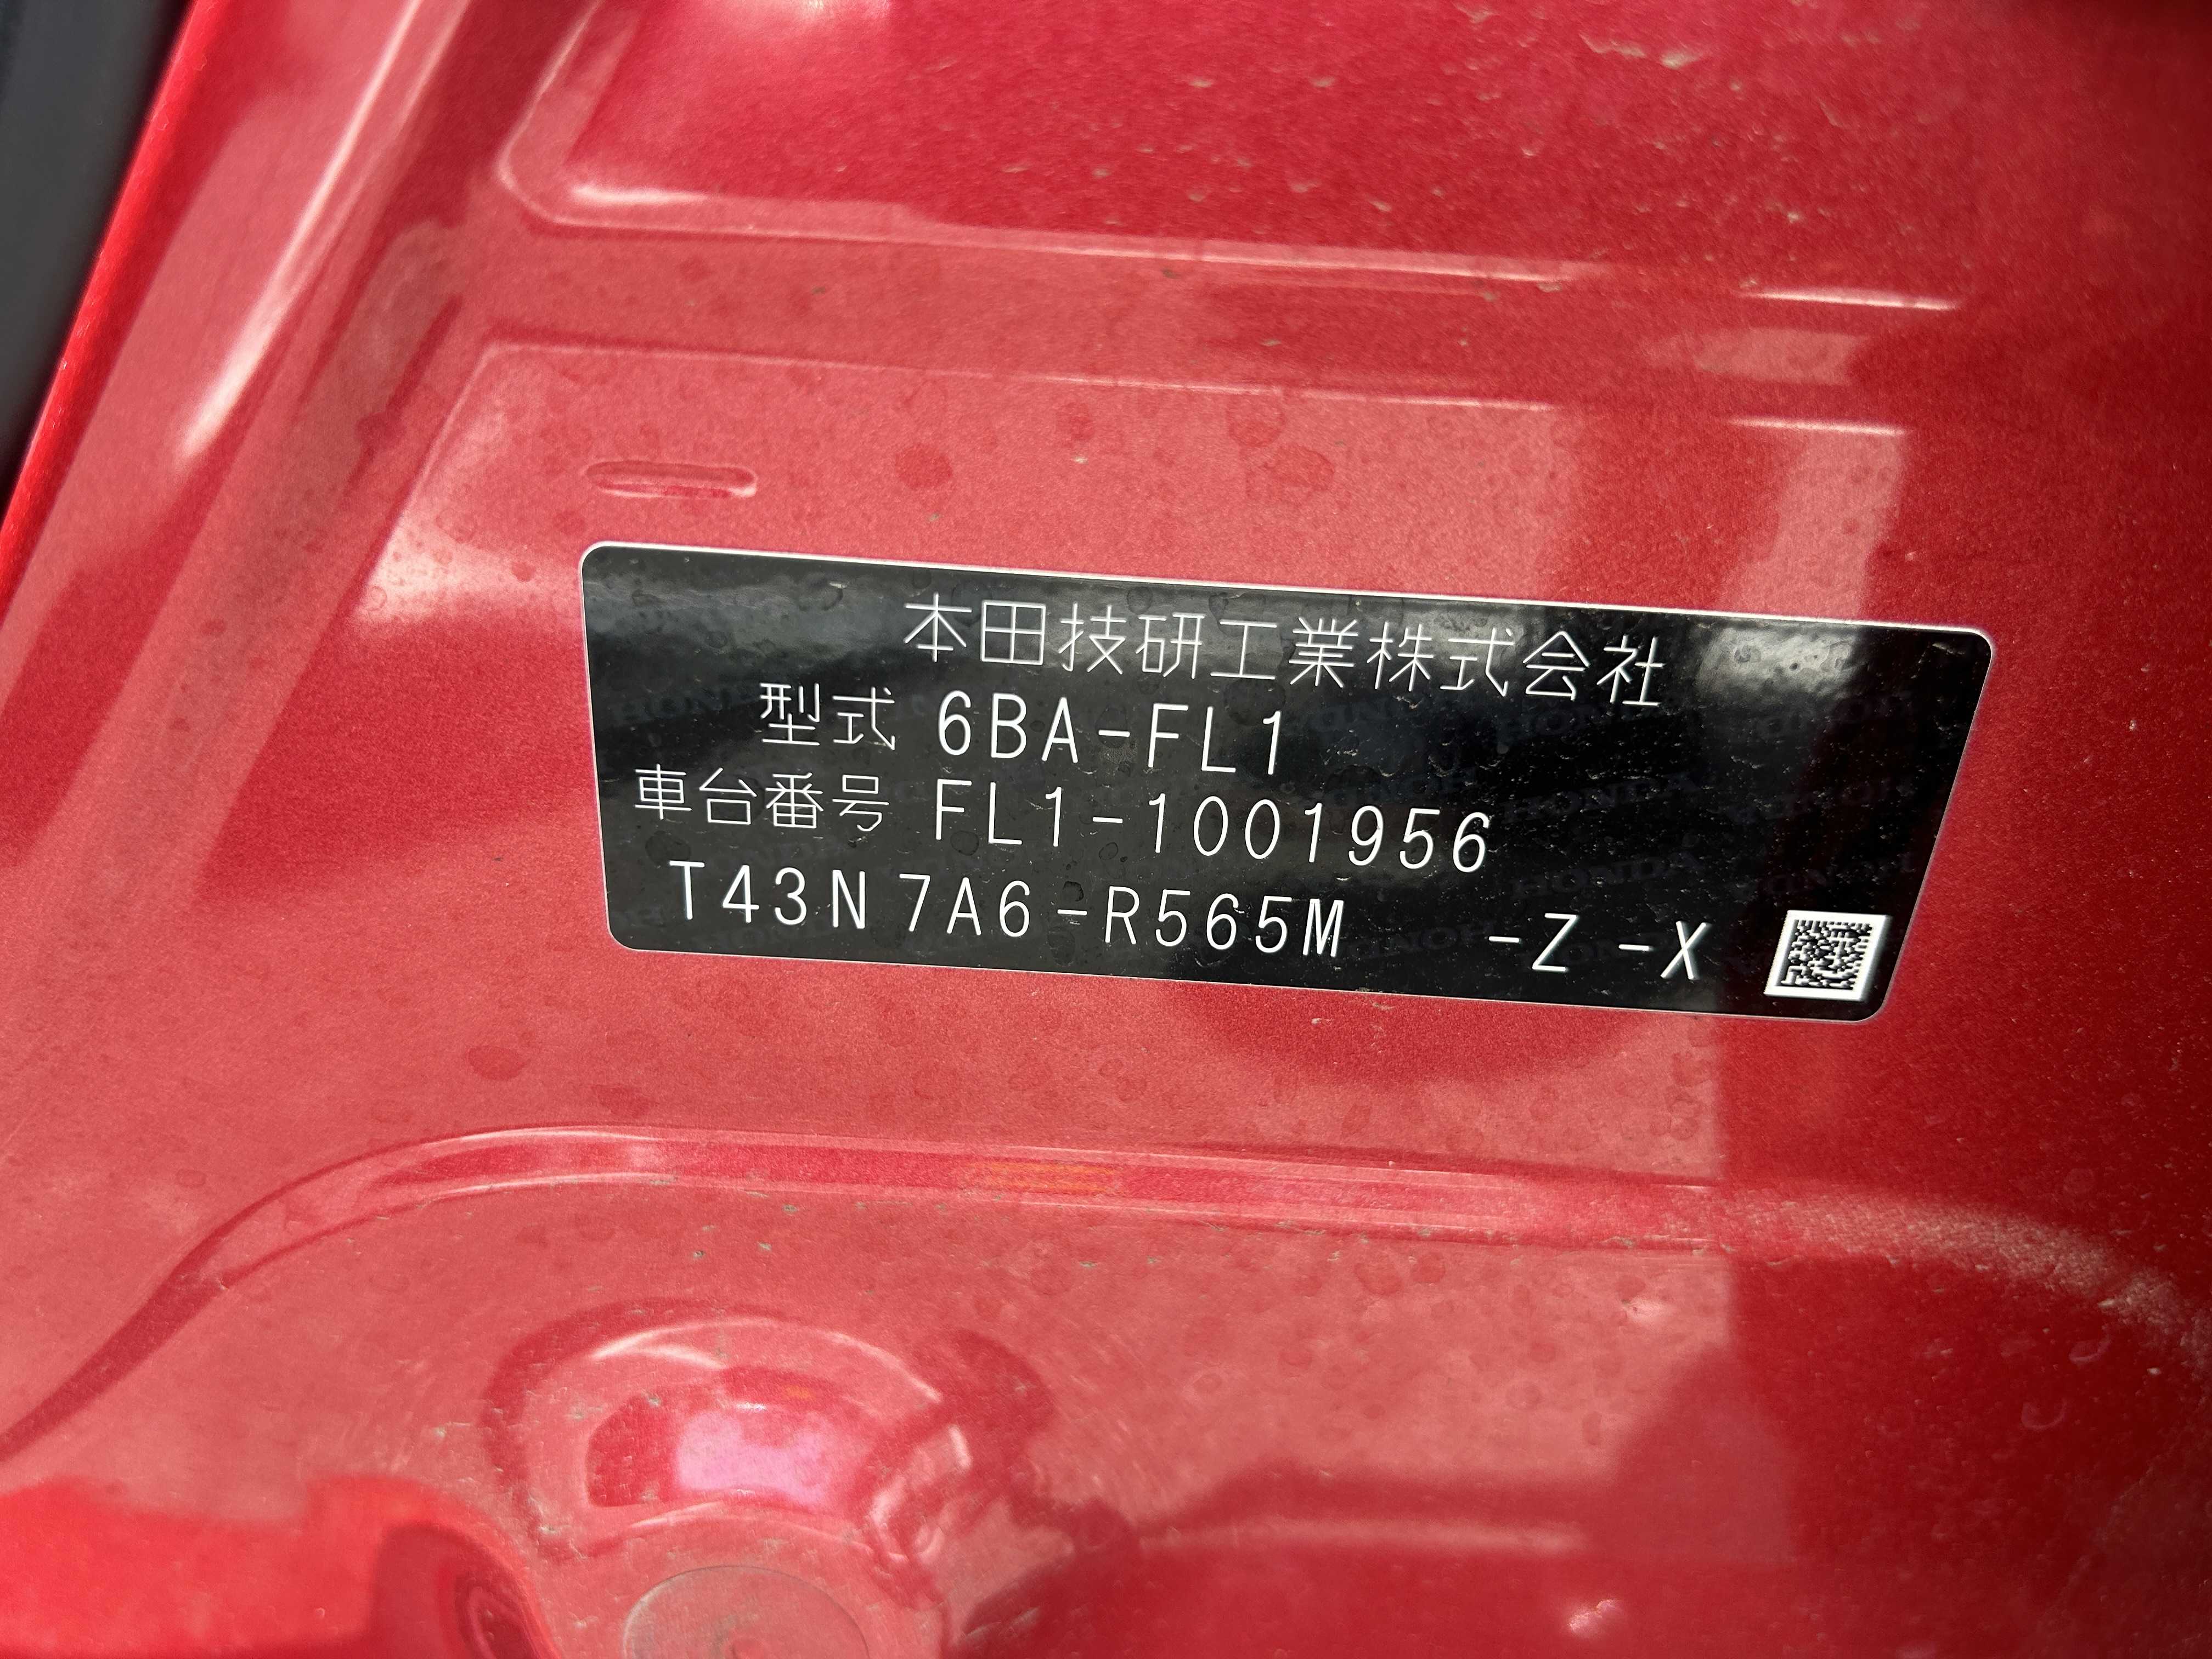 本田技研工業株式会社
型式 6BA-FL1
車台番号 FL1-1001956
T43N 7A6-R565M -Z-X